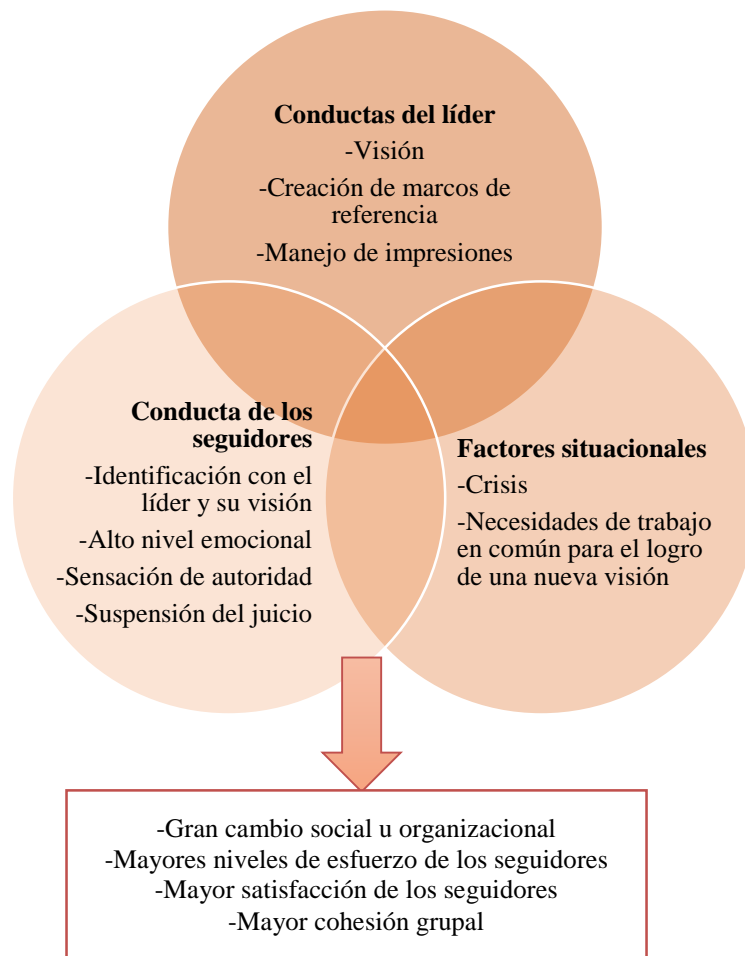 Conductas del líder
-Visión
-Creación de marcos de
referencia
-Manejo de impresiones
Conducta de los
seguidores
-Identificación con el
líder y su visión
-Alto nivel emocional
-Sensación de autoridad
-Suspensión del juicio
Factores situacionales
-Crisis
-Necesidades de trabajo
en común para el logro
de una nueva visión
-Gran cambio social u organizacional
-Mayores niveles de esfuerzo de los seguidores
-Mayor satisfacción de los seguidores
-Mayor cohesión grupal